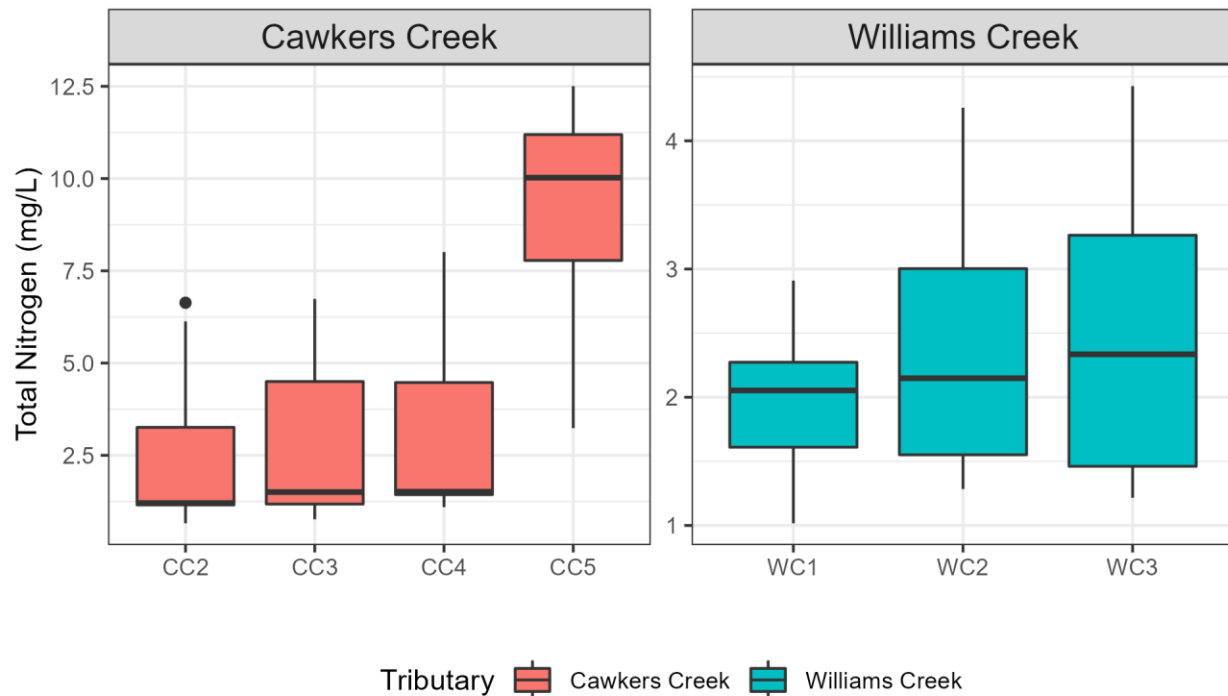 Cawkers Creek
Williams Creek
Total Nitrogen (mg/L)
12.5
10.0
7.5
5.0
2.5
4
3
2
1
CC2 CC3 CC4 CC5
WC1 WC2 WC3
Tributary Cawkers Creek Williams Creek